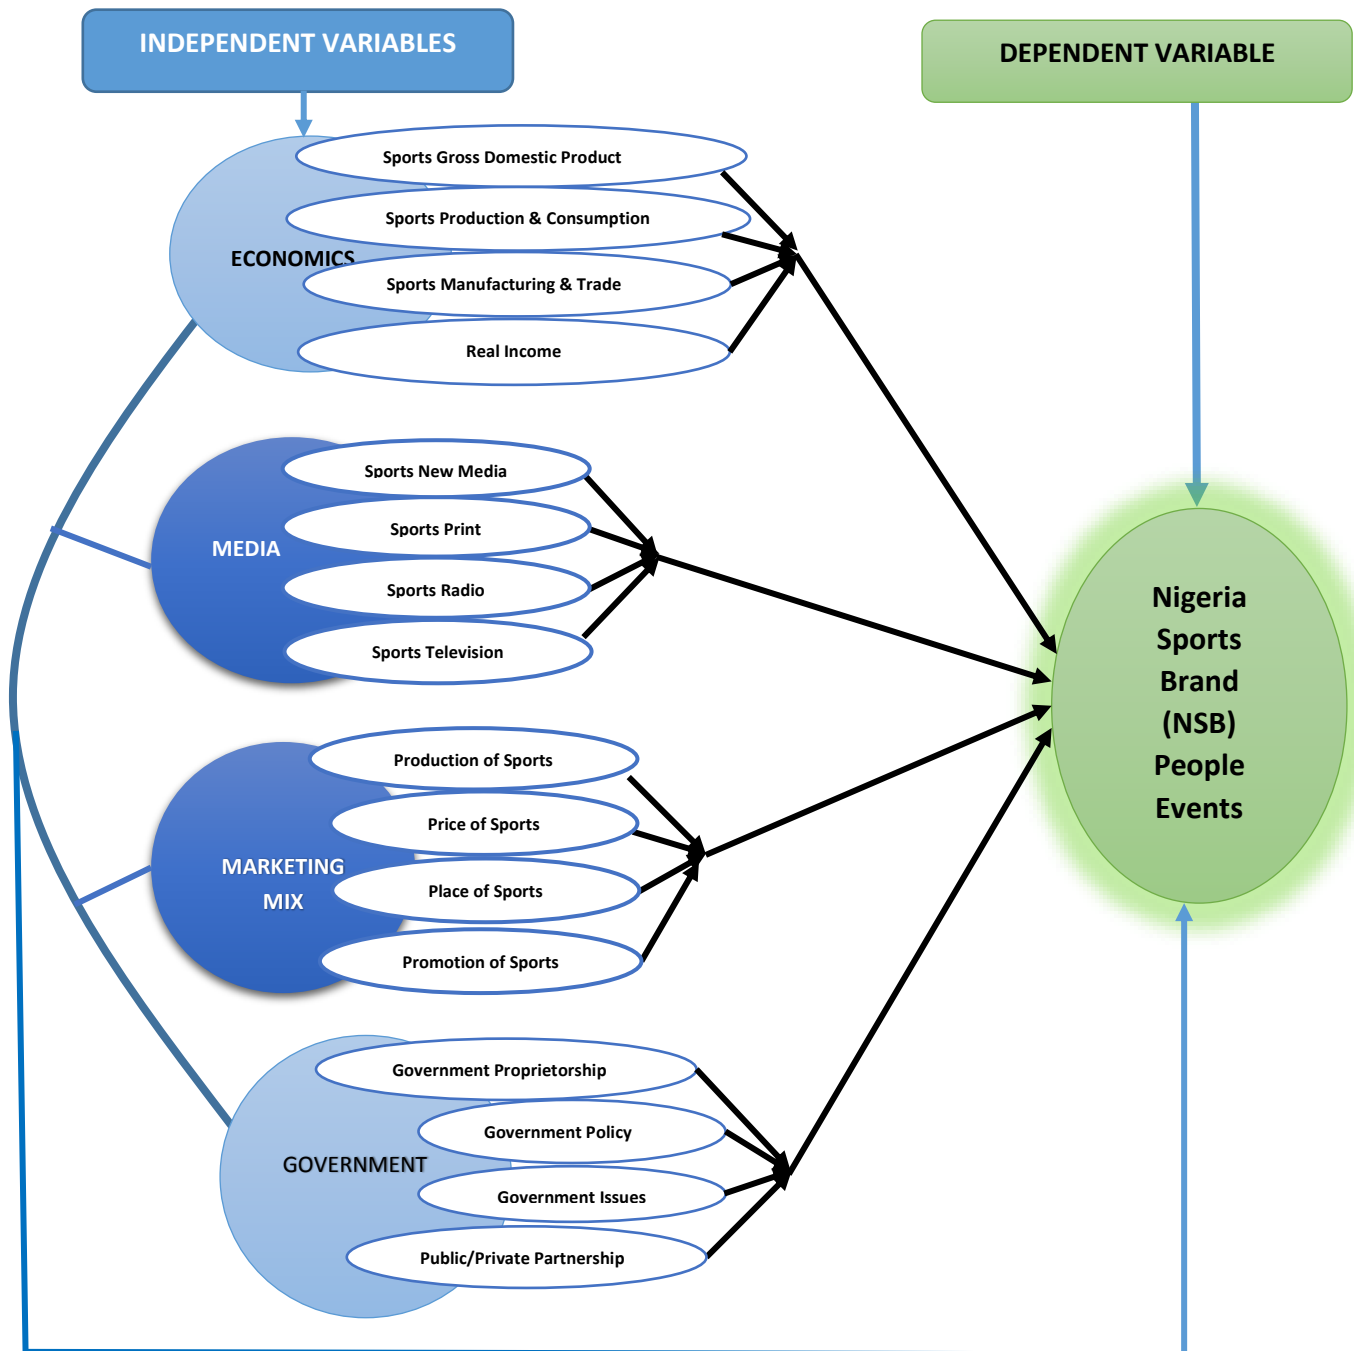 INDEPENDENT VARIABLES
DEPENDENT VARIABLE
ECONOMICS
Sports Gross Domestic Product
Sports Production & Consumption
Sports Manufacturing & Trade
Real Income
MEDIA
Sports New Media
Sports Print
Sports Radio
Sports Television
MARKETING
MIX
Production of Sports
Price of Sports
Place of Sports
Promotion of Sports
GOVERNMENT
Government Proprietorship
Government Policy
Government Issues
Public/Private Partnership
Nigeria
Sports
Brand
(NSB)
People
Events